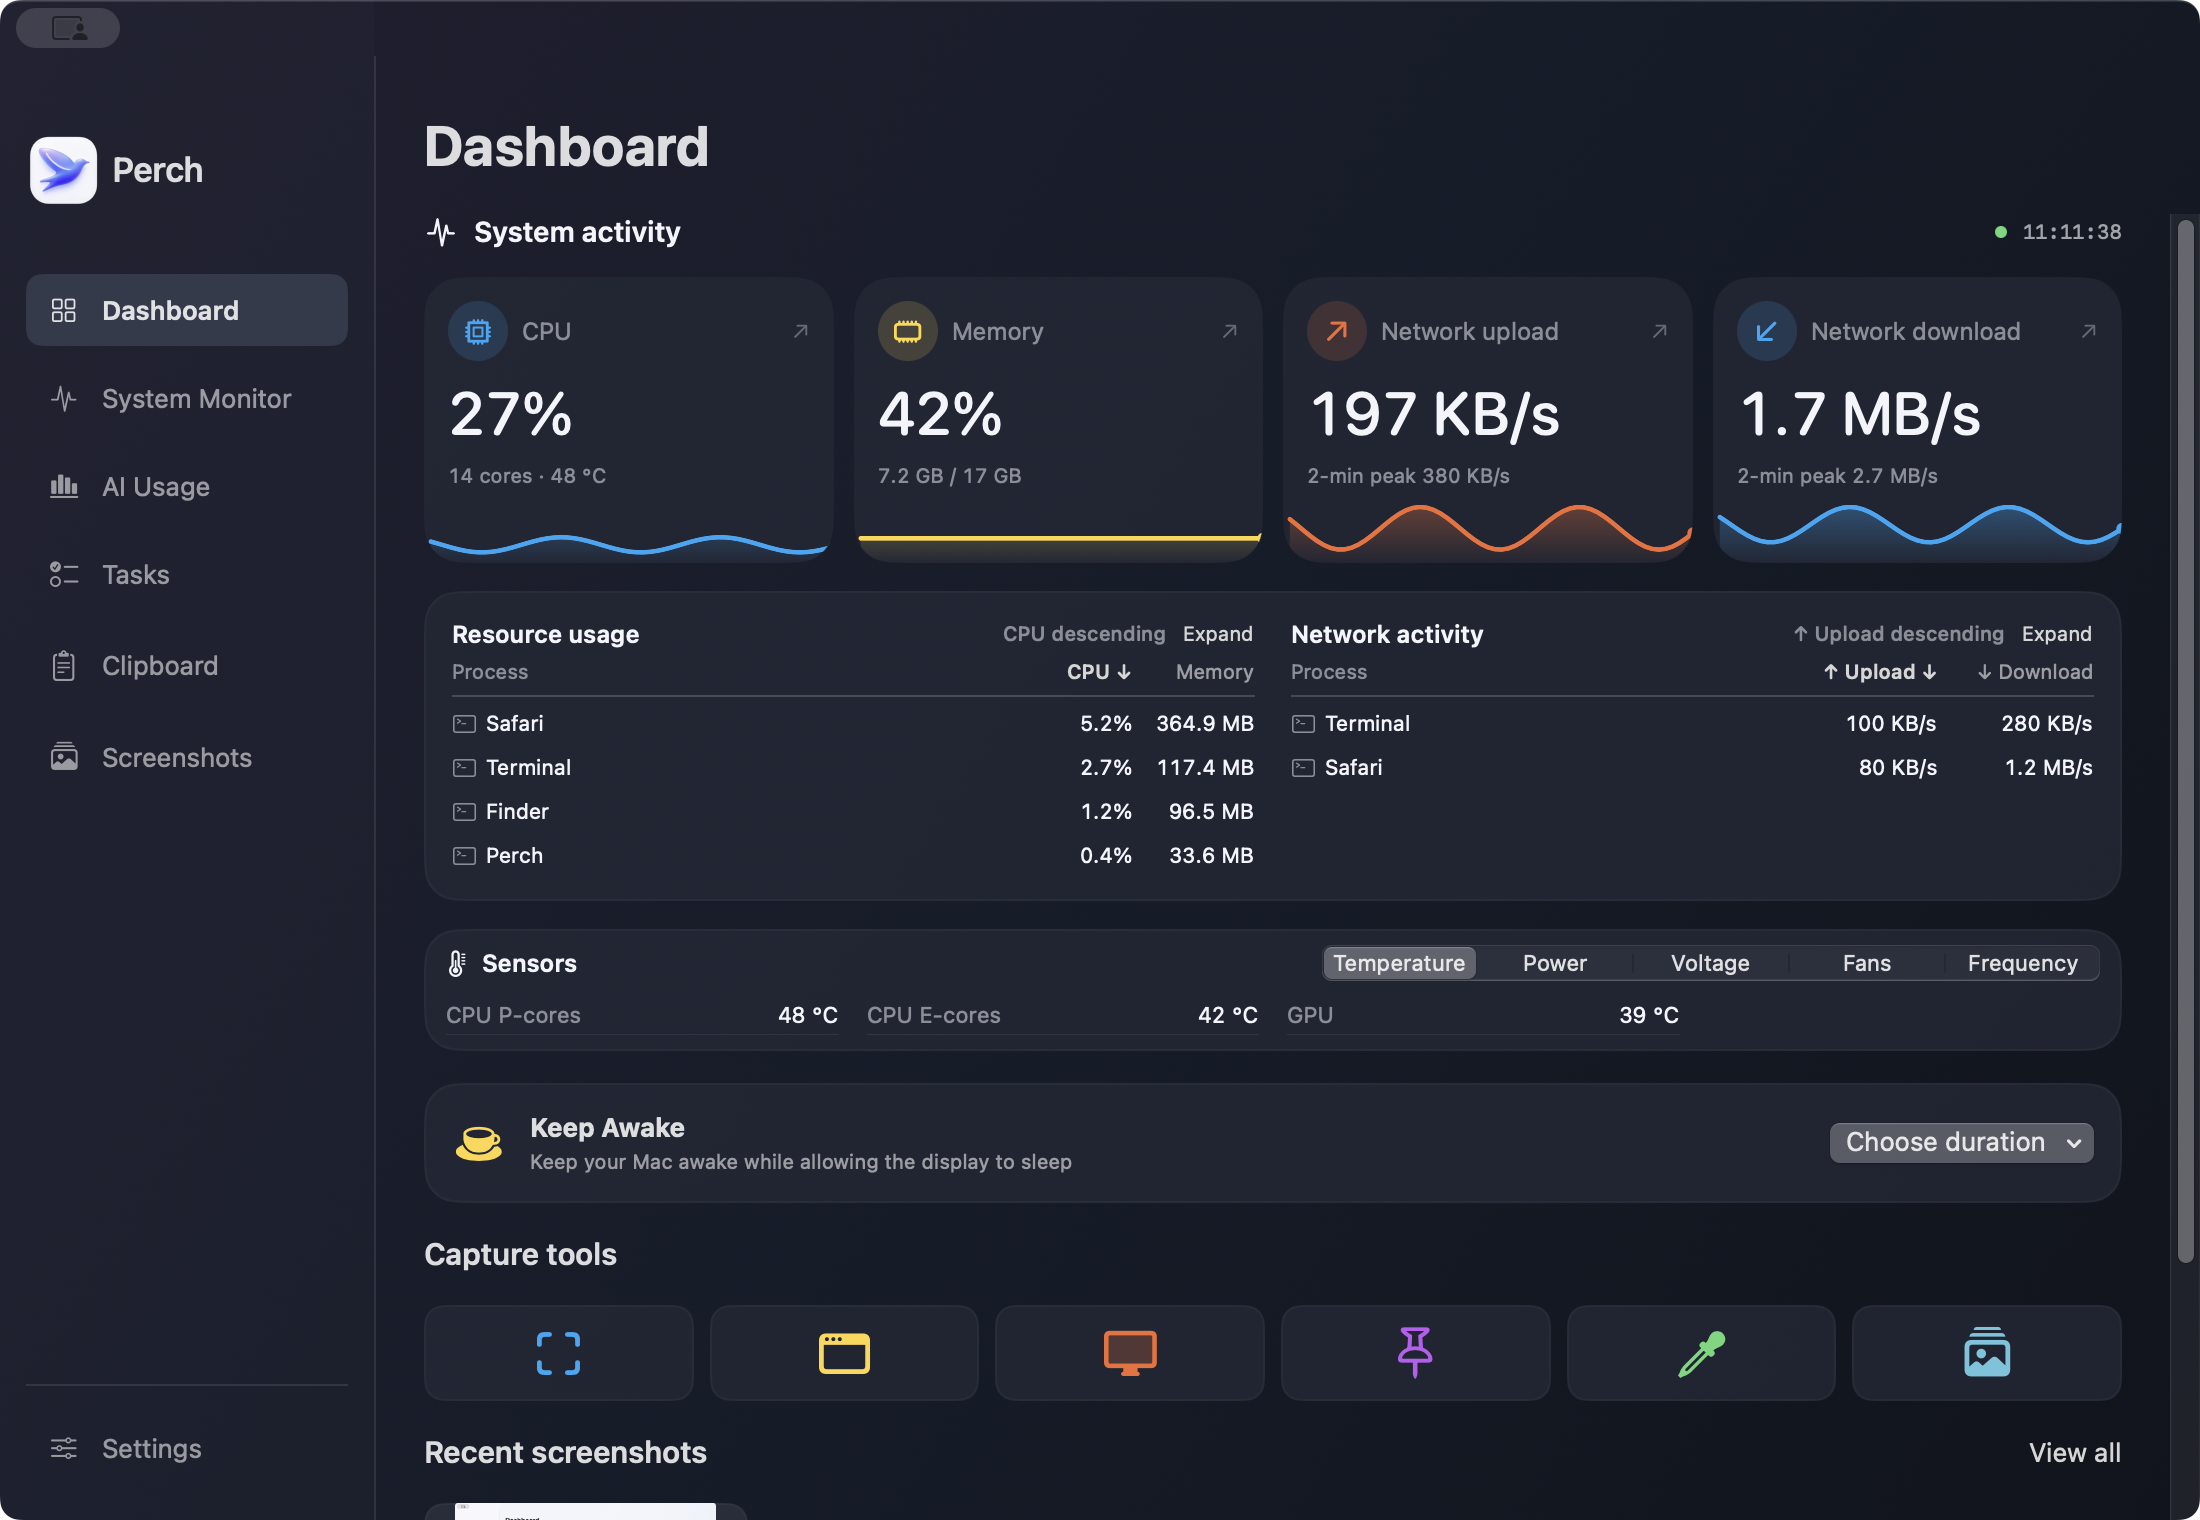 Perch
Dashboard
System Monitor
AI Usage
Tasks
Clipboard
Screenshots
Settings
Dashboard
System activity
11:11:38
CPU
27%
14 cores · 48 °C
Memory
42%
7.2 GB / 17 GB
Network upload
197 KB/s
2-min peak 380 KB/s
Network download
1.7 MB/s
2-min peak 2.7 MB/s
Resource usage CPU descending Expand
Process CPU ↓ Memory
Safari 5.2% 364.9 MB
Terminal 2.7% 117.4 MB
Finder 1.2% 96.5 MB
Perch 0.4% 33.6 MB
Network activity ↑ Upload descending Expand
Process ↑ Upload ↓ ↓ Download
Terminal 100 KB/s 280 KB/s
Safari 80 KB/s 1.2 MB/s
Sensors Temperature Power Voltage Fans Frequency
CPU P-cores 48 °C CPU E-cores 42 °C GPU 39 °C
Keep Awake
Keep your Mac awake while allowing the display to sleep
Choose duration
Capture tools
Recent screenshots View all